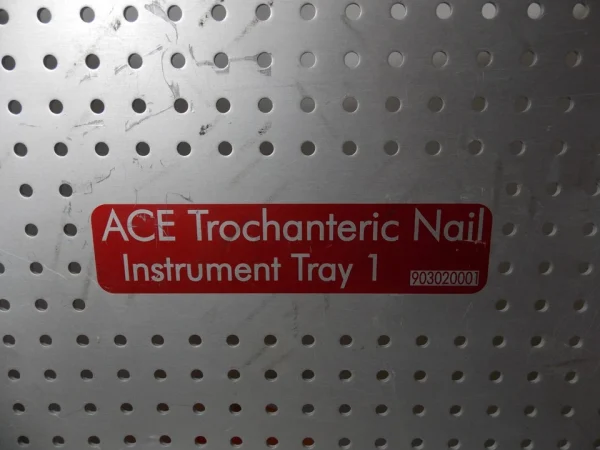 ACE Trochanteric Nail
Instrument Tray 1 903020001